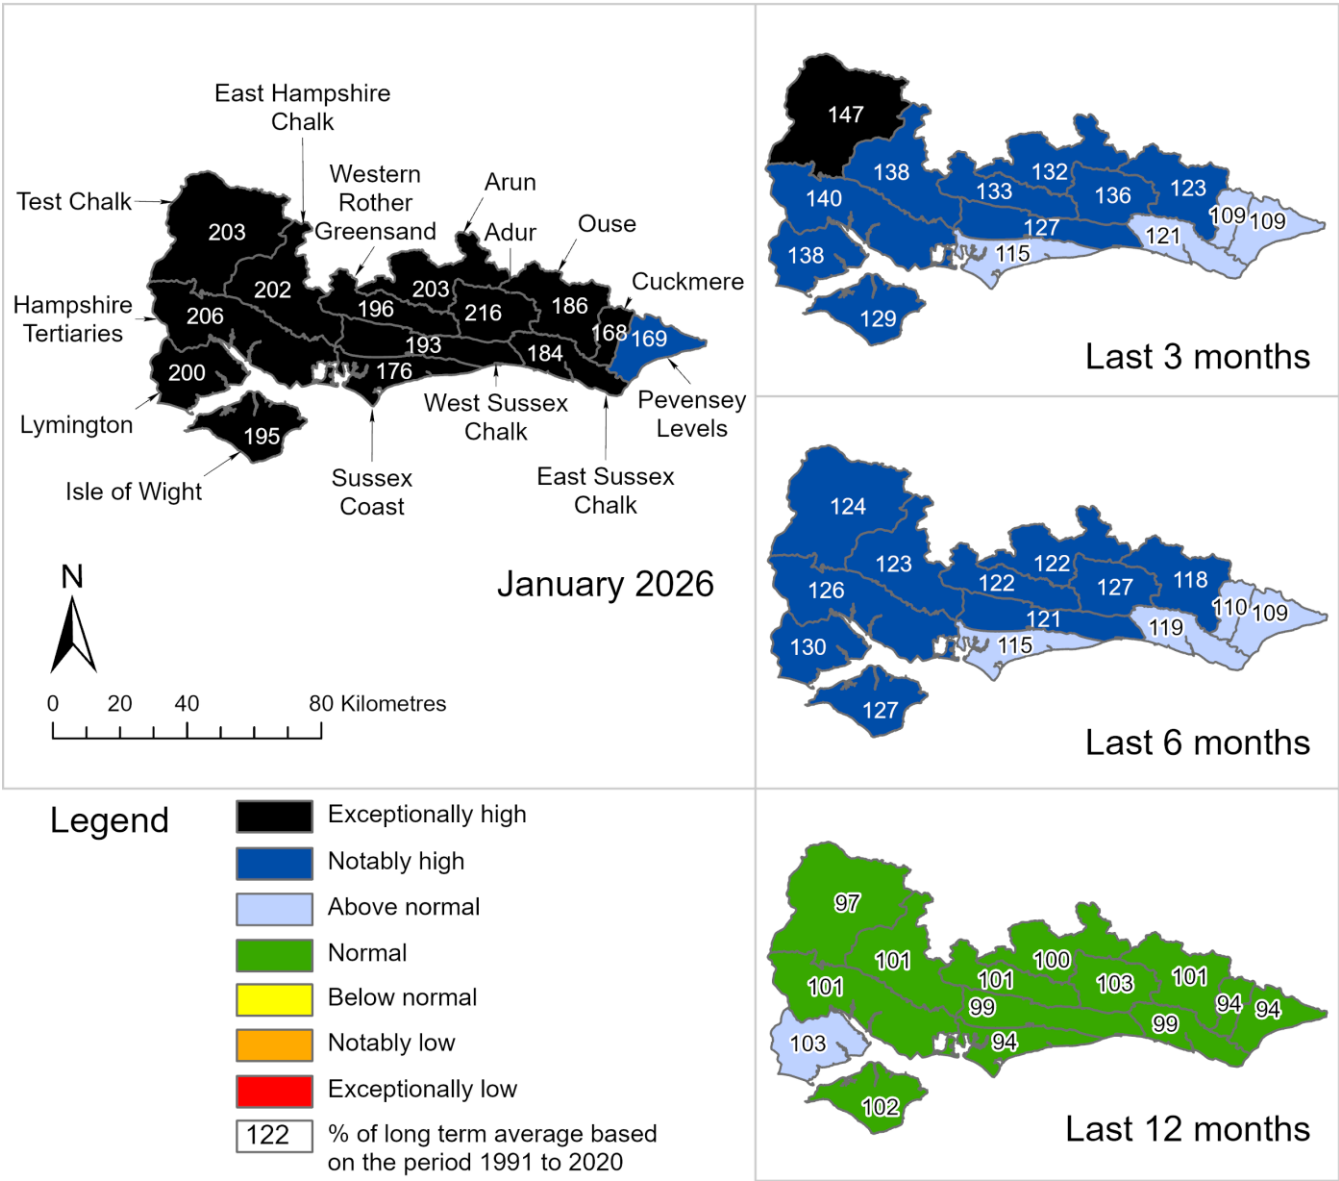 East Hampshire
Chalk
Western
Rother
Greensand
Arun
Adur
Ouse
Cuckmere
Test Chalk
Hampshire
Tertiaries
Lymington
Isle of Wight
Sussex
Coast
West Sussex
Chalk
East Sussex
Chalk
Pevensey
Levels
203
202
206
200
195
196
203
216
186
168
169
193
184
176
N
0 20 40 80 Kilometres
January 2026
147
138
140
138
129
133
132
136
123
109
109
127
121
115
Last 3 months
124
123
126
130
127
122
122
127
118
110
109
121
119
115
Last 6 months
97
101
101
103
102
101
100
103
101
94
94
99
99
94
Last 12 months
Legend
Exceptionally high
Notably high
Above normal
Normal
Below normal
Notably low
Exceptionally low
122 % of long term average based
on the period 1991 to 2020